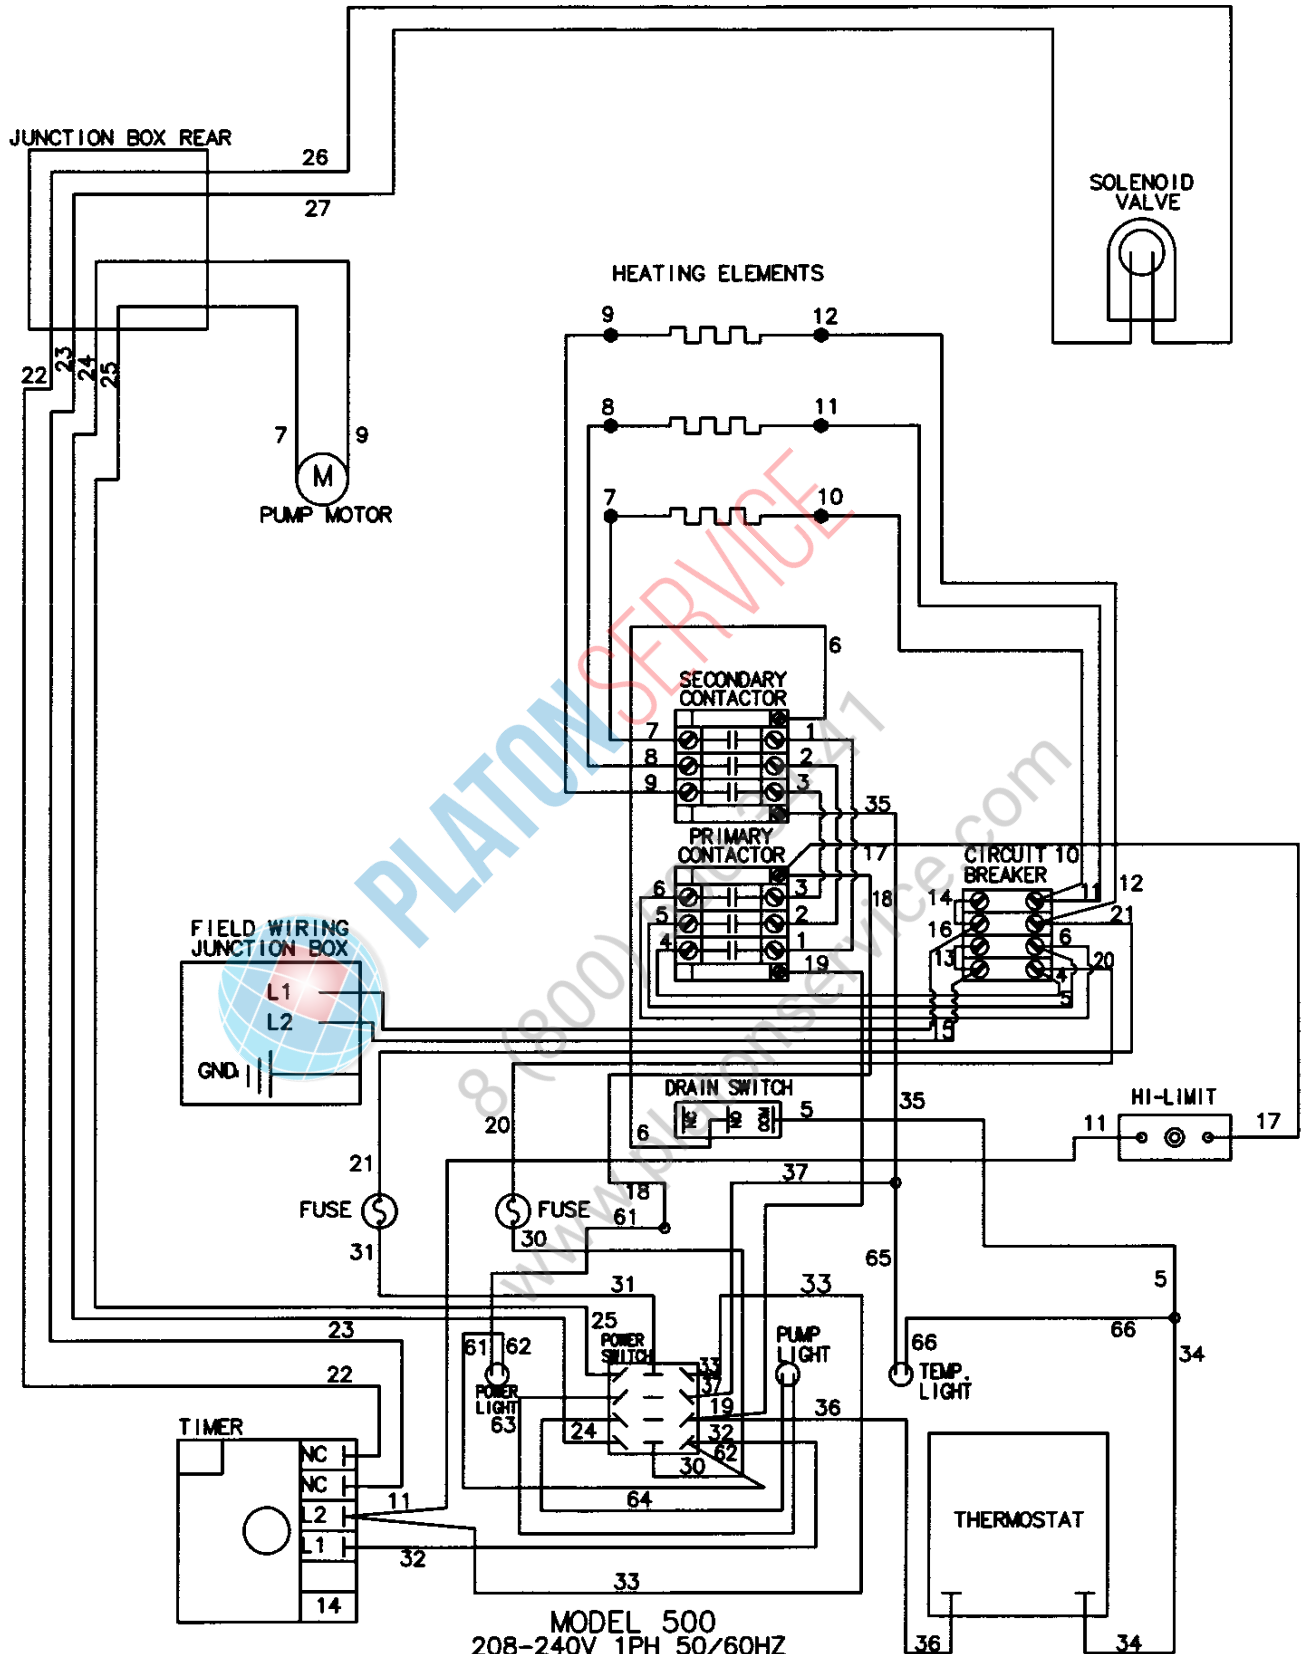 JUNCTION BOX REAR
26
27
SOLENOID
VALVE
HEATING ELEMENTS
9 12
22 23 24 25
8 11
7 9
M
PUMP MOTOR
7 10
6
SECONDARY
CONTACTOR
7 1
8 2
9 3
35
PRIMARY
CONTACTOR
17
18
6 3
5 2
4 1
19
CIRCUIT 10
BREAKER
14 11 12
16 21
6
13 20
4
5
15
FIELD WIRING
JUNCTION BOX
L1
L2
GND
DRAIN SWITCH
NC NO COM
5
6
35
HI-LIMIT
11 17
20
21
37
18
FUSE
FUSE
61
30
31
65
31
33
5
25
23
61 62
POWER
SWITCH
PUMP
LIGHT
66
66
34
33
37
22
POWER
LIGHT
63
TEMP.
LIGHT
19
36
24
32
62
30
64
TIMER
NC
NC
L2
L1
14
11
32
33
THERMOSTAT
36 34
MODEL 500
208-240V 1PH 50/60HZ
PLATONSERVICE
8 (800)
www.platonservice.com